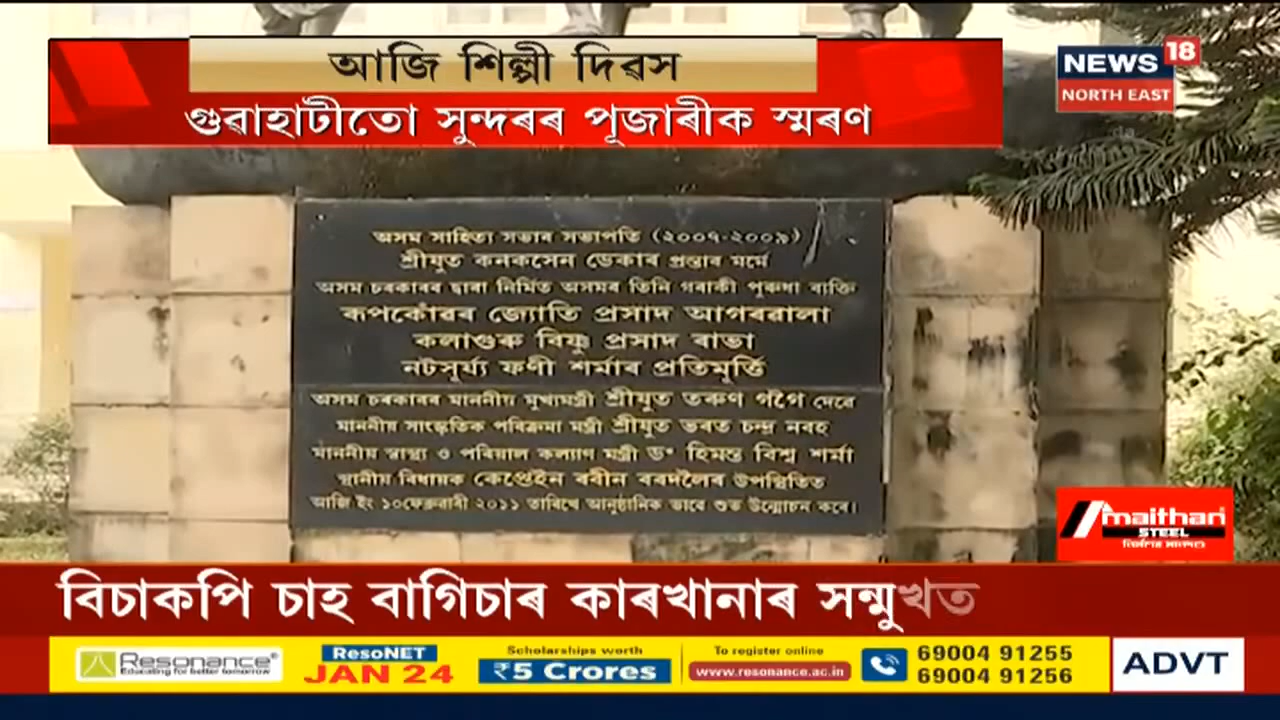 আজি শিল্পী দিৱস
গুৱাহাটীতো সুন্দৰৰ পূজাৰীক স্মৰণ
NEWS 18
NORTH EAST
অসম সাহিত্য সভাৰ সভাপতি (২০০৭-২০০৯)
শ্ৰীযুত কনকসেন ডেকাৰ প্ৰস্তাৱ মৰ্মে
অসম চৰকাৰৰ দ্বাৰা নিৰ্মিত অসমৰ তিনি গৰাকী পুৰুধা ব্যক্তি
ৰূপকোঁৱৰ জ্যোতি প্ৰসাদ আগৰৱালা
কলাগুৰু বিষ্ণু প্ৰসাদ ৰাভা
নটসূৰ্য্য ফণী শৰ্মাৰ প্ৰতিমূৰ্ত্তি
অসম চৰকাৰৰ মাননীয় মুখ্যমন্ত্ৰী শ্ৰীযুত তৰুণ গগৈ দেৱে
মাননীয় সাংস্কৃতিক পৰিক্ৰমা মন্ত্ৰী শ্ৰীযুত ভৰত চন্দ্ৰ নৰহ
মাননীয় স্বাস্থ্য ও পৰিয়াল কল্যাণ মন্ত্ৰী ড° হিমন্ত বিশ্ব শৰ্মা
স্থানীয় বিধায়ক কেপ্তেইন ৰবীন বৰদলৈৰ উপস্থিতিত
আজি ইং ১০ফেব্ৰুৱাৰী ২০১১ তাৰিখে আনুষ্ঠানিক ভাৱে শুভ উন্মোচন কৰে।
maithan
STEEL
বিচাকপি চাহ বাগিচাৰ কাৰখানাৰ সন্মুখত
Resonance®
Educating for better tomorrow
ResoNET
JAN 24
Scholarships worth
₹5 Crores
To register online
www.resonance.ac.in
69004 91255
69004 91256
ADVT